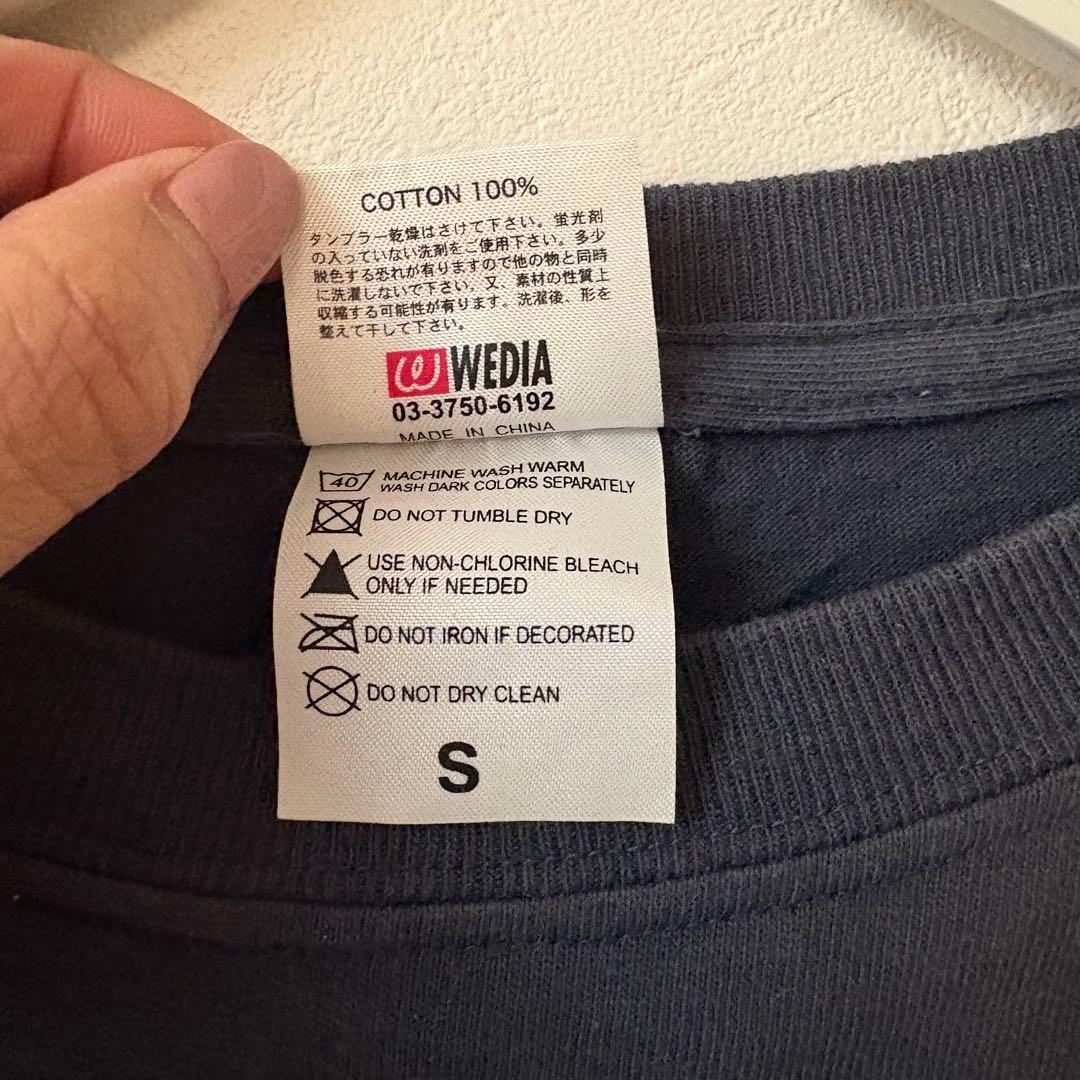 COTTON 100%
タンブラー乾燥はさけて下さい。蛍光剤
の入っていない洗剤をご使用下さい。多少
脱色する恐れが有りますので他の物と同時
に洗濯しないで下さい。又、素材の性質上
収縮する可能性が有ります。洗濯後、形を
整えて干して下さい。
W WEDIA
03-3750-6192
MADE IN CHINA
40 MACHINE WASH WARM
WASH DARK COLORS SEPARATELY
DO NOT TUMBLE DRY
USE NON-CHLORINE BLEACH
ONLY IF NEEDED
DO NOT IRON IF DECORATED
DO NOT DRY CLEAN
S